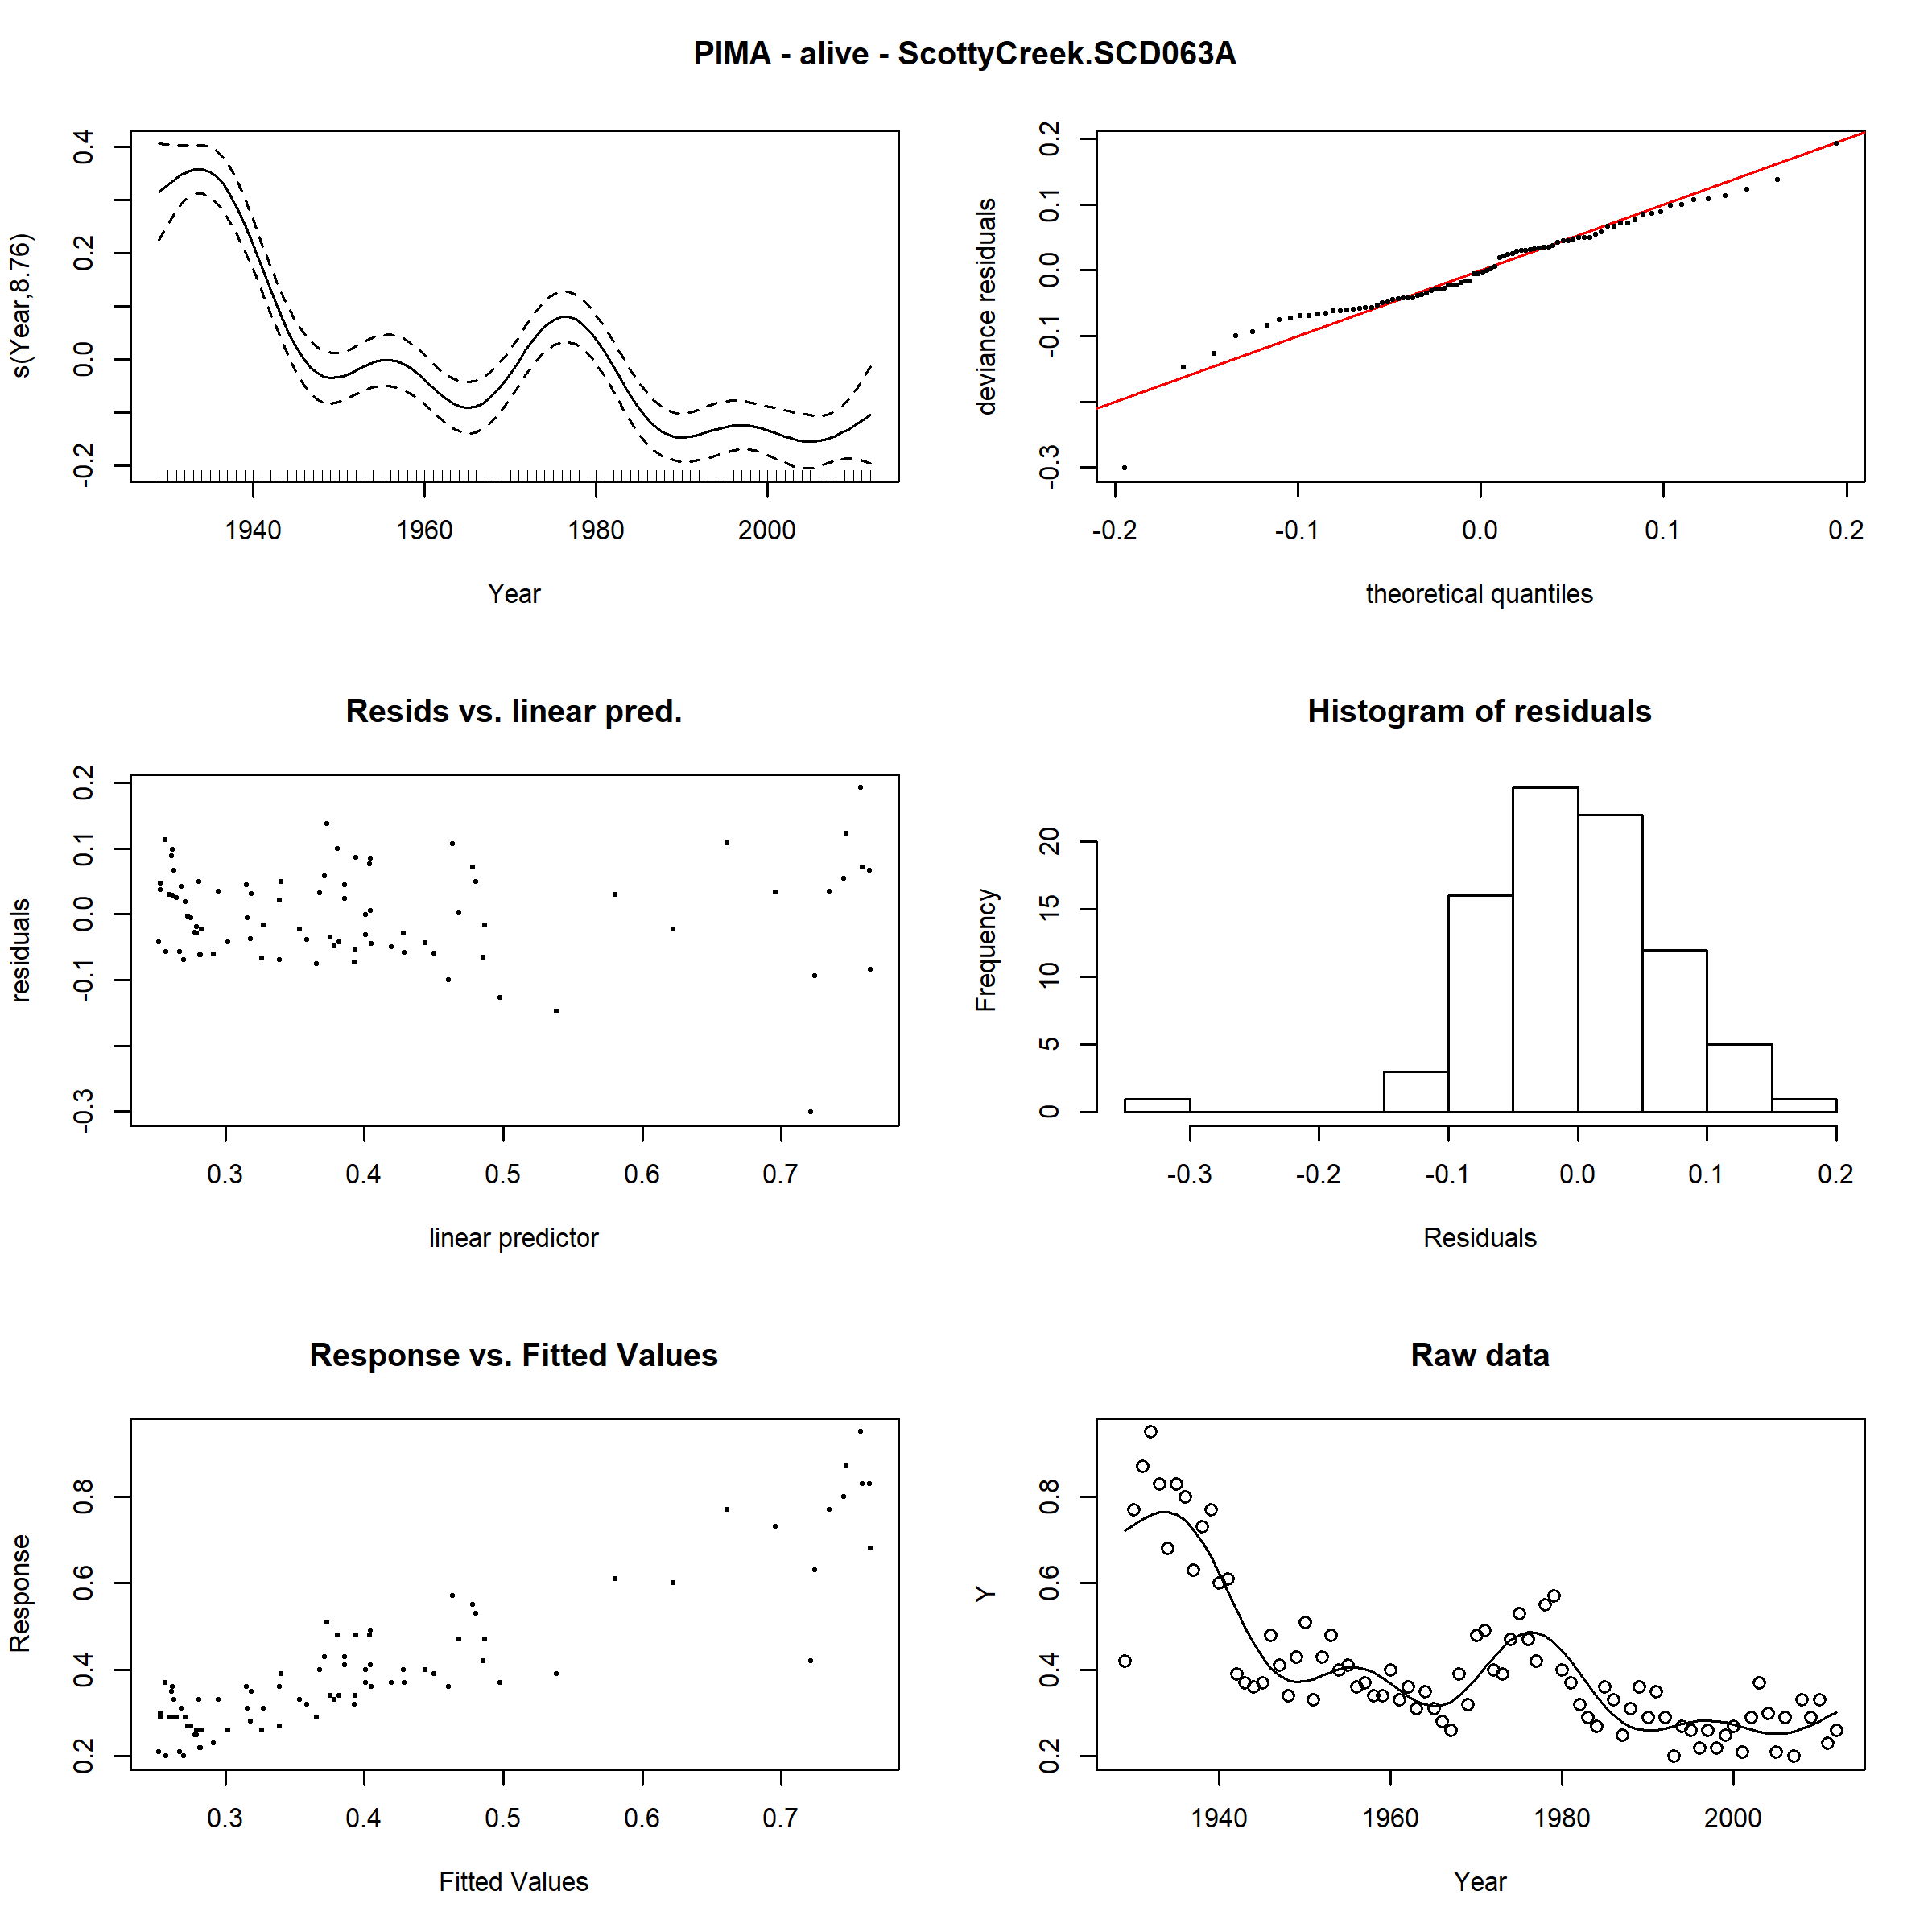 PIMA - alive - ScottyCreek.SCD063A
s(Year,8.76)
-0.2 0.0 0.2 0.4
1940 1960 1980 2000
Year
deviance residuals
-0.3 -0.1 0.0 0.1 0.2
-0.2 -0.1 0.0 0.1 0.2
theoretical quantiles
Resids vs. linear pred.
residuals
-0.3 -0.1 0.0 0.1 0.2
0.3 0.4 0.5 0.6 0.7
linear predictor
Histogram of residuals
Frequency
0 5 10 15 20
-0.3 -0.2 -0.1 0.0 0.1 0.2
Residuals
Response vs. Fitted Values
Response
0.2 0.4 0.6 0.8
0.3 0.4 0.5 0.6 0.7
Fitted Values
Raw data
Y
0.2 0.4 0.6 0.8
1940 1960 1980 2000
Year